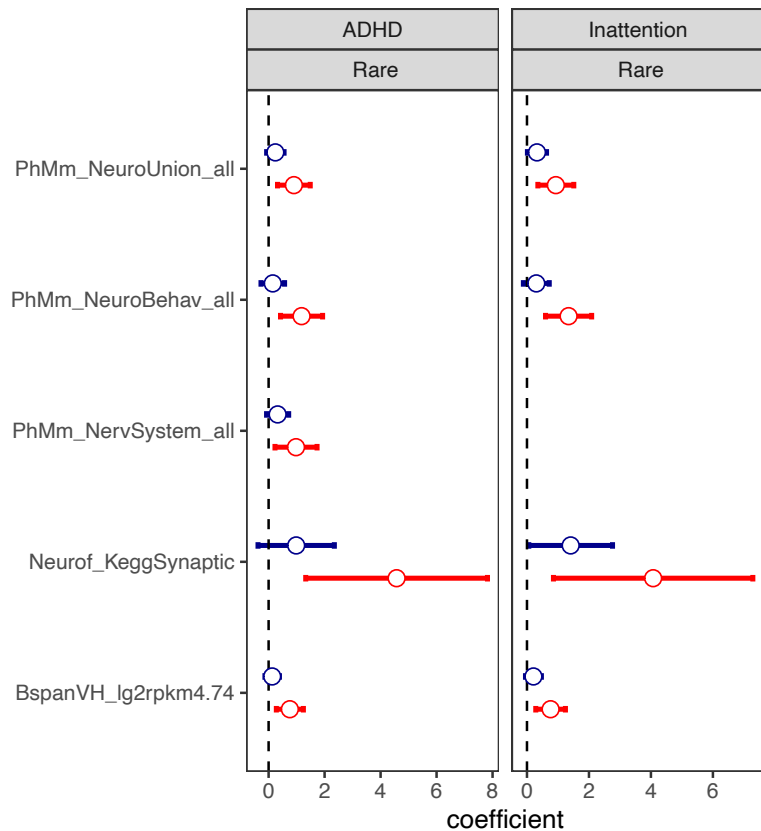 ADHD
Inattention
Rare
Rare
PhMm_NeuroUnion_all
PhMm_NeuroBehav_all
PhMm_NervSystem_all
Neurof_KeggSynaptic
BspanVH_lg2rpkm4.74
0 2 4 6 8
0 2 4 6
coefficient